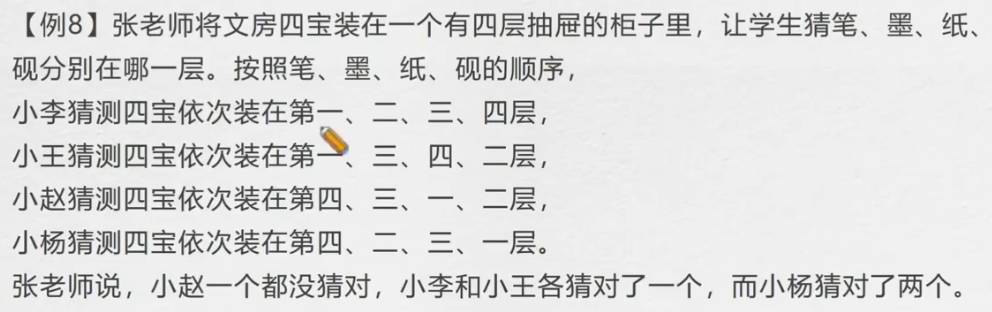 【例8】张老师将文房四宝装在一个有四层抽屉的柜子里，让学生猜笔、墨、纸、
砚分别在哪一层。按照笔、墨、纸、砚的顺序，
小李猜测四宝依次装在第一、二、三、四层，
小王猜测四宝依次装在第一、三、四、二层，
小赵猜测四宝依次装在第四、三、一、二层，
小杨猜测四宝依次装在第四、二、三、一层。
张老师说，小赵一个都没猜对，小李和小王各猜对了一个，而小杨猜对了两个。